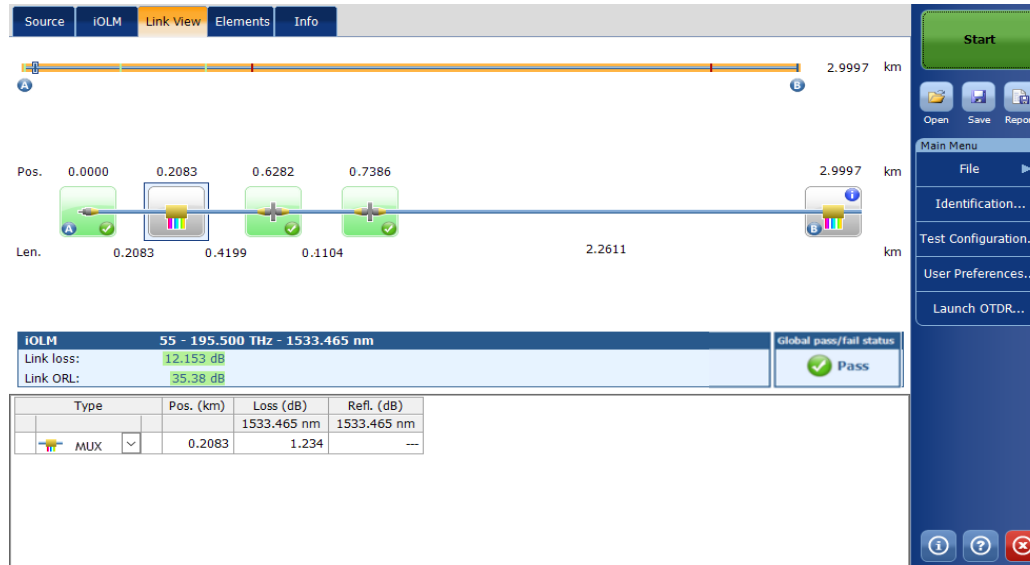 Source iOLM Link View Elements Info
Start
2.9997 km
A B
Open Save Repor
Main Menu
File
Identification...
Test Configuration.
User Preferences..
Launch OTDR...
Pos. 0.0000 0.2083 0.6282 0.7386 2.9997 km
A B
Len. 0.2083 0.4199 0.1104 2.2611 km
iOLM 55 - 195.500 THz - 1533.465 nm Global pass/fail status
Link loss: 12.153 dB Pass
Link ORL: 35.38 dB
Type Pos. (km) Loss (dB) Refl. (dB)
1533.465 nm 1533.465 nm
MUX 0.2083 1.234 ---